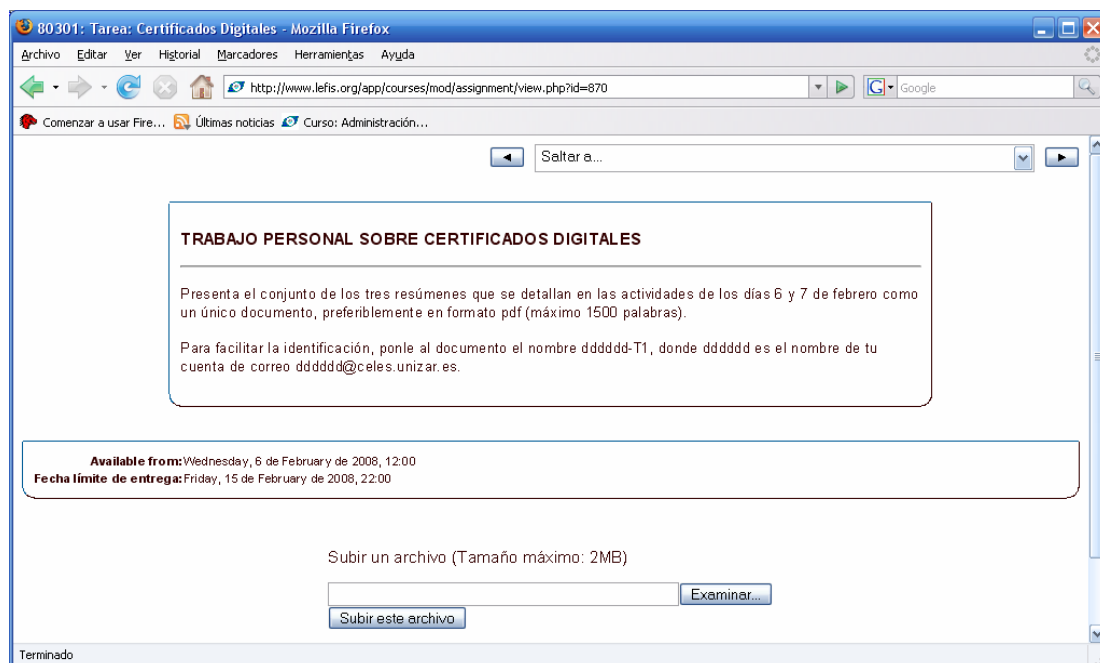 80301: Tarea: Certificados Digitales - Mozilla Firefox
Archivo Editar Ver Historial Marcadores Herramientas Ayuda
http://www.lefis.org/app/courses/mod/assignment/view.php?id=870
G Google
Comenzar a usar Fire... Últimas noticias Curso: Administración...
Saltar a...
TRABAJO PERSONAL SOBRE CERTIFICADOS DIGITALES
Presenta el conjunto de los tres resúmenes que se detallan en las actividades de los días 6 y 7 de febrero como
un único documento, preferiblemente en formato pdf (máximo 1500 palabras).
Para facilitar la identificación, ponle al documento el nombre dddddd-T1, donde dddddd es el nombre de tu
cuenta de correo dddddd@celes.unizar.es.
Available from: Wednesday, 6 de February de 2008, 12:00
Fecha límite de entrega: Friday, 15 de February de 2008, 22:00
Subir un archivo (Tamaño máximo: 2MB)
Examinar...
Subir este archivo
Terminado